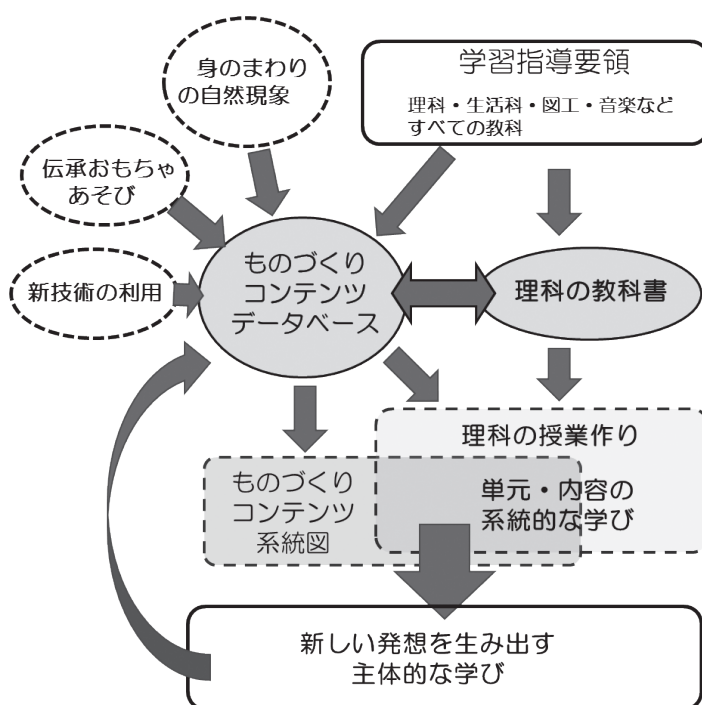 身のまわり
の自然現象
学習指導要領
理科・生活科・図工・音楽など
すべての教科
伝承おもちゃ
あそび
新技術の利用
ものづくり
コンテンツ
データベース
理科の教科書
理科の授業作り
ものづくり
コンテンツ
系統図
単元・内容の
系統的な学び
新しい発想を生み出す
主体的な学び